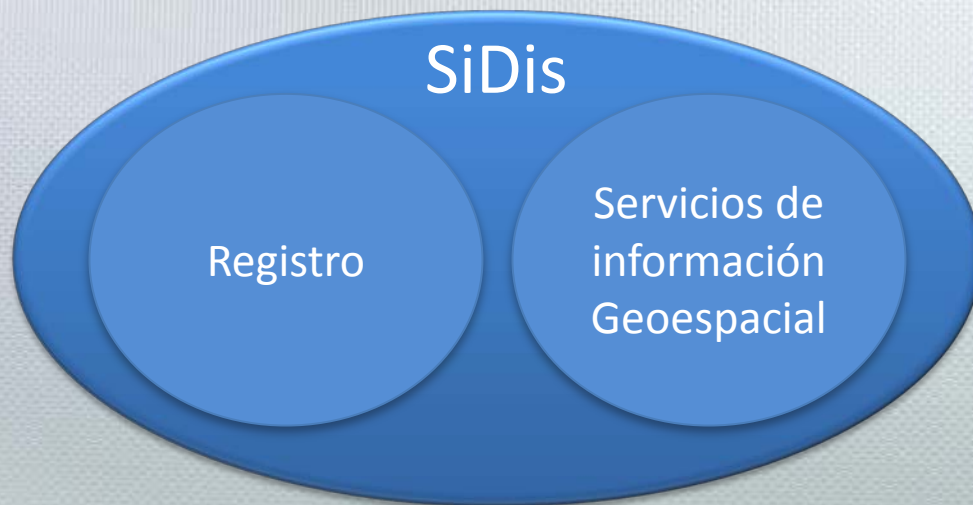 SiDis
Registro
Servicios de
información
Geoespacial